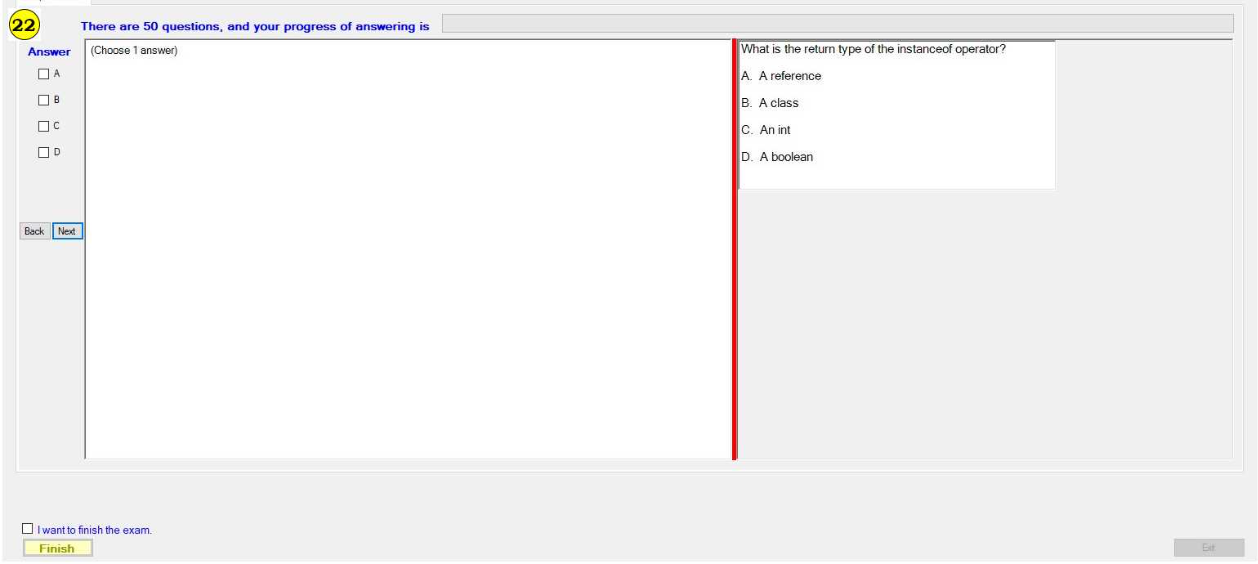 22
There are 50 questions, and your progress of answering is
Answer
(Choose 1 answer)
A
B
C
D
Back Next
What is the return type of the instanceof operator?
A. A reference
B. A class
C. An int
D. A boolean
I want to finish the exam.
Finish
Exit